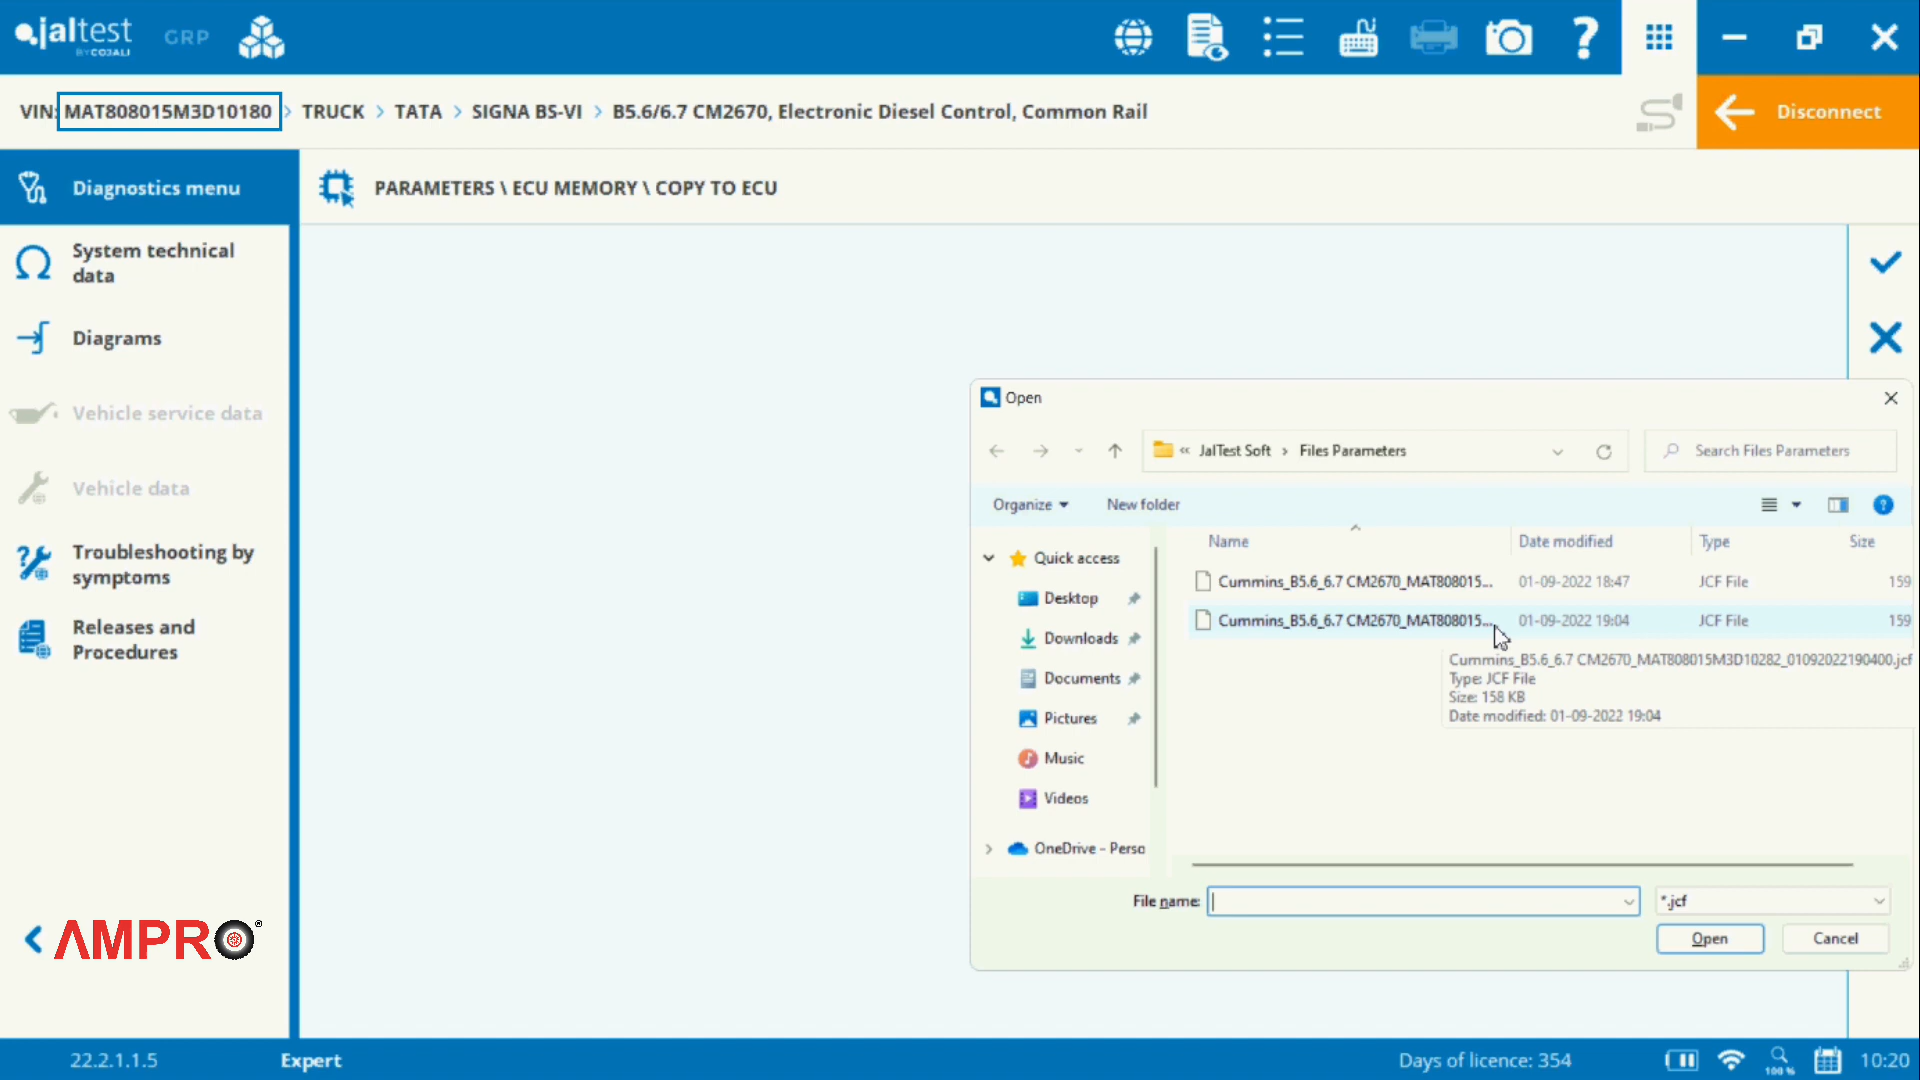 jaltest
BY COJALI
GRP
VIN: MAT808015M3D10180 > TRUCK > TATA > SIGNA BS-VI > B5.6/6.7 CM2670, Electronic Diesel Control, Common Rail
Disconnect
Diagnostics menu
PARAMETERS \ ECU MEMORY \ COPY TO ECU
System technical
data
Diagrams
Vehicle service data
Vehicle data
Troubleshooting by
symptoms
Releases and
Procedures
AMPRO®
Open
« JalTest Soft > Files Parameters
Search Files Parameters
Organize
New folder
Name
Date modified
Type
Size
Quick access
Desktop
Downloads
Documents
Pictures
Music
Videos
OneDrive - Perso
Cummins_B5.6_6.7 CM2670_MAT808015... 01-09-2022 18:47 JCF File 159
Cummins_B5.6_6.7 CM2670_MAT808015... 01-09-2022 19:04 JCF File 159
Cummins_B5.6_6.7 CM2670_MAT808015M3D10282_01092022190400.jcf
Type: JCF File
Size: 158 KB
Date modified: 01-09-2022 19:04
File name:
*.jcf
Open
Cancel
22.2.1.1.5
Expert
Days of licence: 354
100 %
10:20